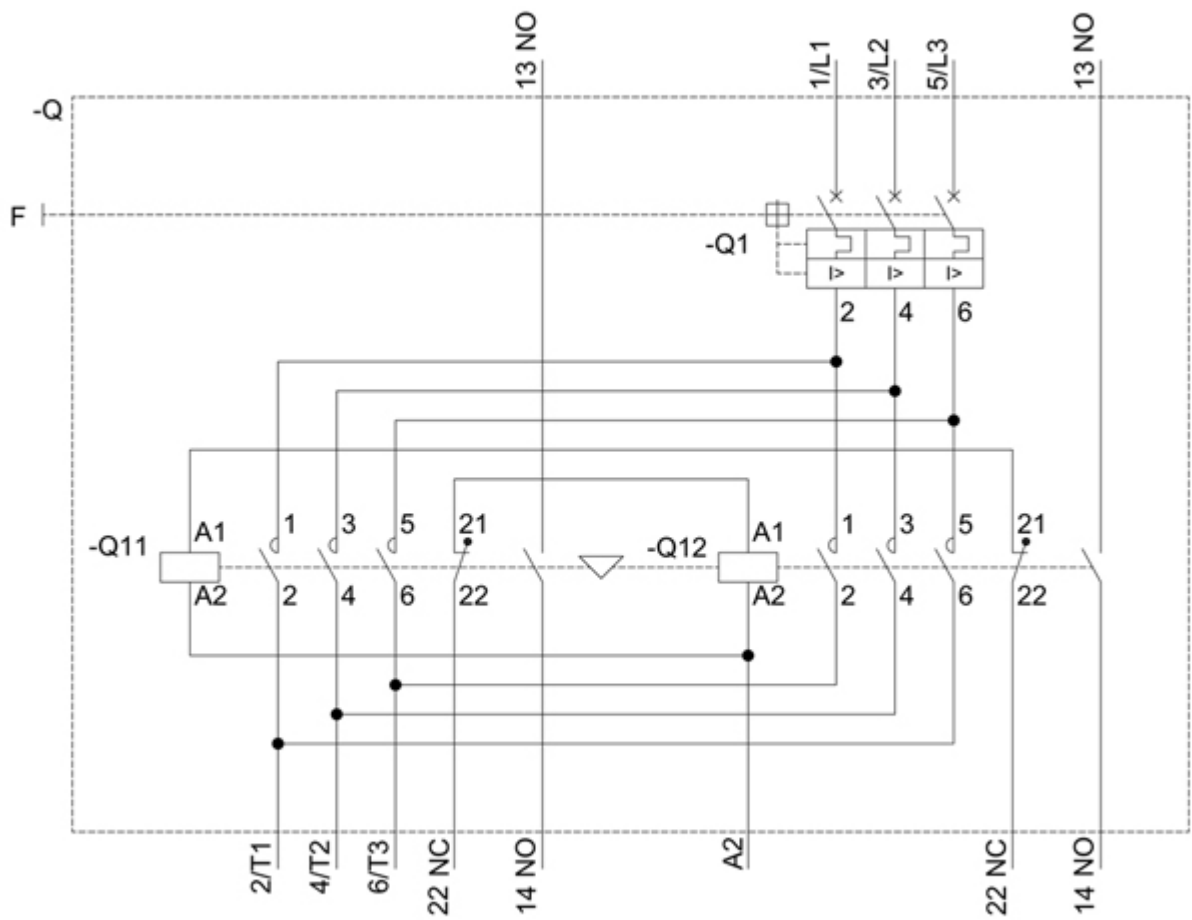 13 NO
1/L1
3/L2
5/L3
13 NO
-Q
F
-Q1
I> I> I>
2 4 6
-Q11 A1 1 3 5 21 -Q12 A1 1 3 5 21
A2 2 4 6 22 A2 2 4 6 22
2/T1
4/T2
6/T3
22 NC
14 NO
A2
22 NC
14 NO